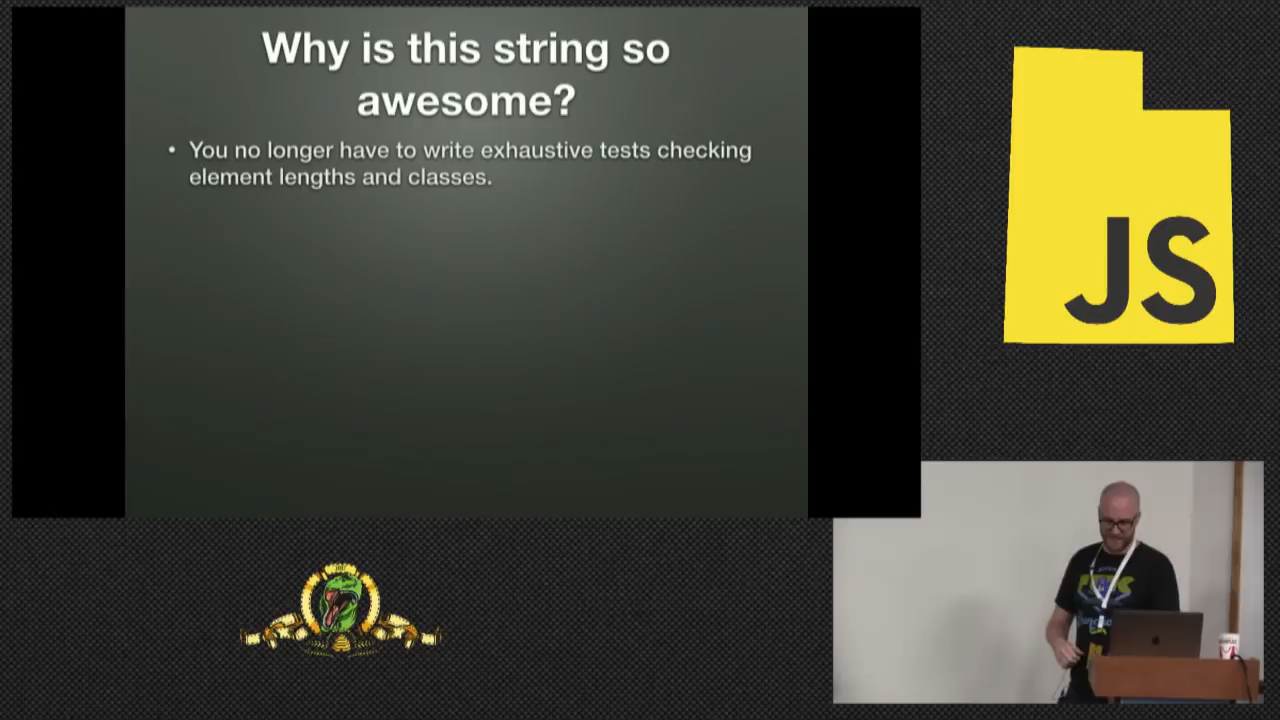 Why is this string so
awesome?
• You no longer have to write exhaustive tests checking
element lengths and classes.
JS